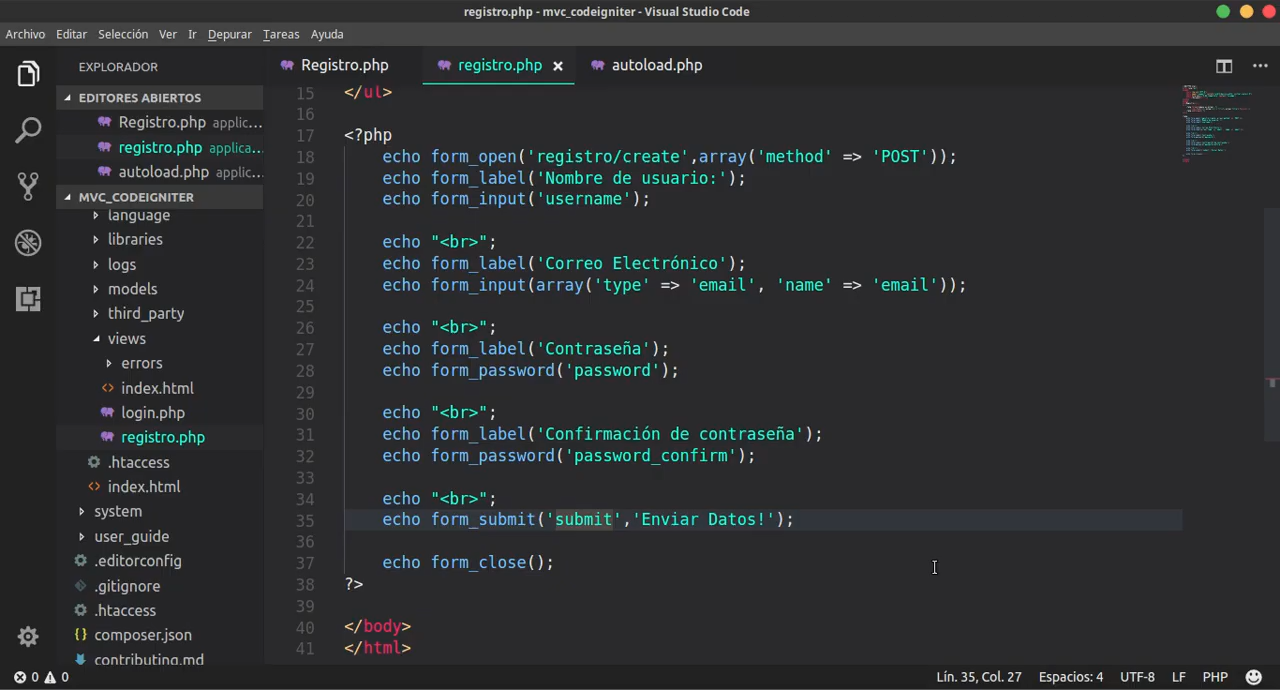 registro.php - mvc_codeigniter - Visual Studio Code
Archivo Editar Selección Ver Ir Depurar Tareas Ayuda
EXPLORADOR
EDITORES ABIERTOS
Registro.php applic...
registro.php applica...
autoload.php applic...
MVC_CODEIGNITER
language
libraries
logs
models
third_party
views
errors
index.html
login.php
registro.php
.htaccess
index.html
system
user_guide
.editorconfig
.gitignore
.htaccess
composer.json
contributing.md
Registro.php registro.php × autoload.php
15 </ul>
16
17 <?php
18 echo form_open('registro/create',array('method' => 'POST'));
19 echo form_label('Nombre de usuario:');
20 echo form_input('username');
21
22 echo "<br>";
23 echo form_label('Correo Electrónico');
24 echo form_input(array('type' => 'email', 'name' => 'email'));
25
26 echo "<br>";
27 echo form_label('Contraseña');
28 echo form_password('password');
29
30 echo "<br>";
31 echo form_label('Confirmación de contraseña');
32 echo form_password('password_confirm');
33
34 echo "<br>";
35 echo form_submit('submit','Enviar Datos!');
36
37 echo form_close();
38 ?>
39
40 </body>
41 </html>
0 0 Lín. 35, Col. 27 Espacios: 4 UTF-8 LF PHP